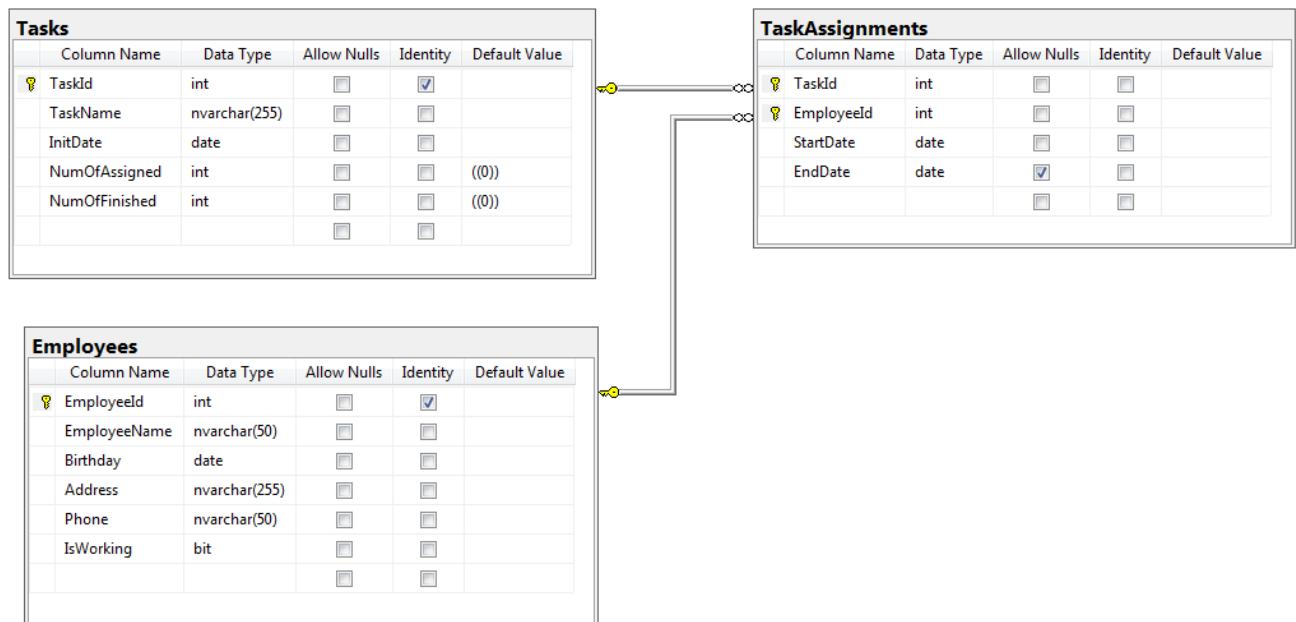 Tasks
Column Name Data Type Allow Nulls Identity Default Value
TaskId int
TaskName nvarchar(255)
InitDate date
NumOfAssigned int ((0))
NumOfFinished int ((0))
TaskAssignments
Column Name Data Type Allow Nulls Identity Default Value
TaskId int
EmployeeId int
StartDate date
EndDate date
Employees
Column Name Data Type Allow Nulls Identity Default Value
EmployeeId int
EmployeeName nvarchar(50)
Birthday date
Address nvarchar(255)
Phone nvarchar(50)
IsWorking bit